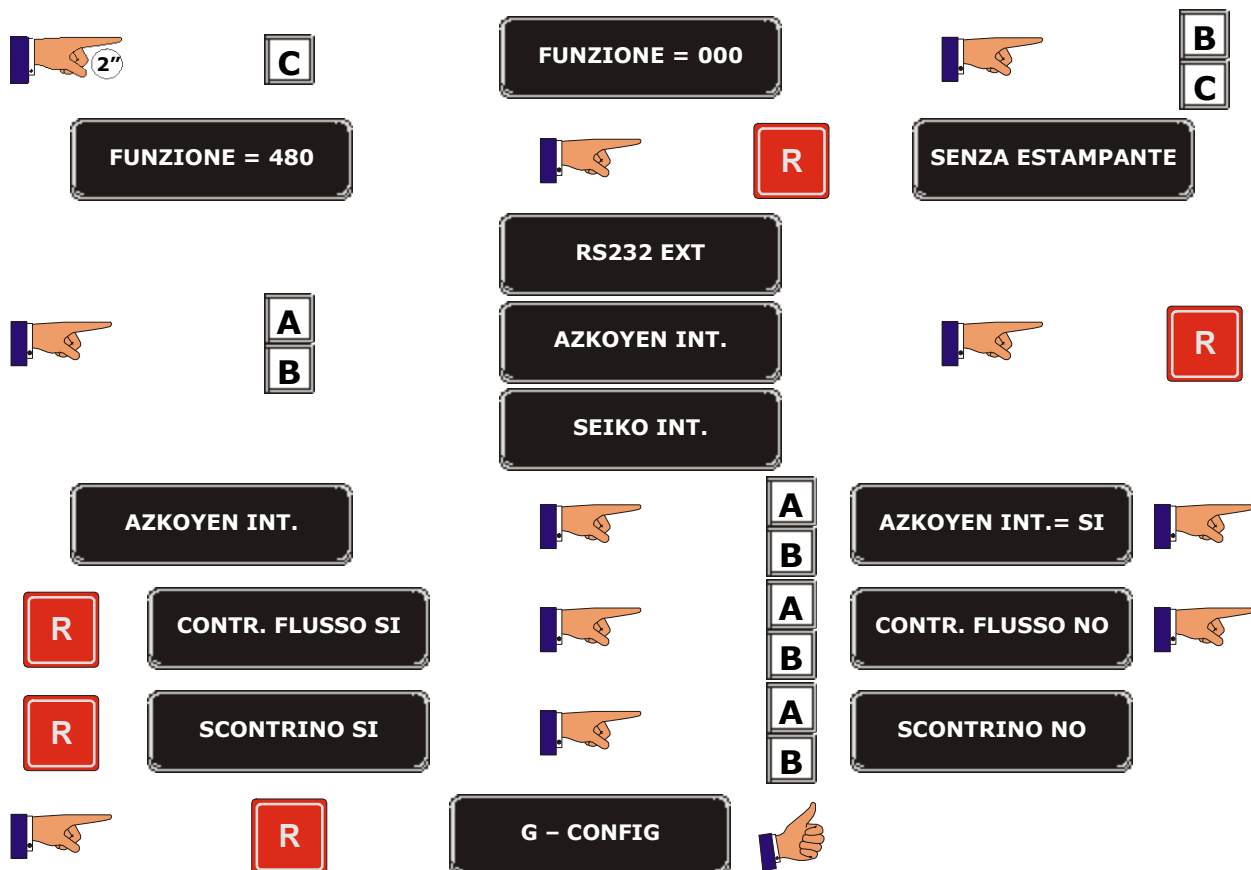 2”
C
FUNZIONE = 000
B
C
FUNZIONE = 480
R
SENZA ESTAMPANTE
RS232 EXT
A
B
AZKOYEN INT.
R
SEIKO INT.
AZKOYEN INT.
A
B
AZKOYEN INT.= SI
R
CONTR. FLUSSO SI
A
B
CONTR. FLUSSO NO
R
SCONTRINO SI
A
B
SCONTRINO NO
R
G – CONFIG